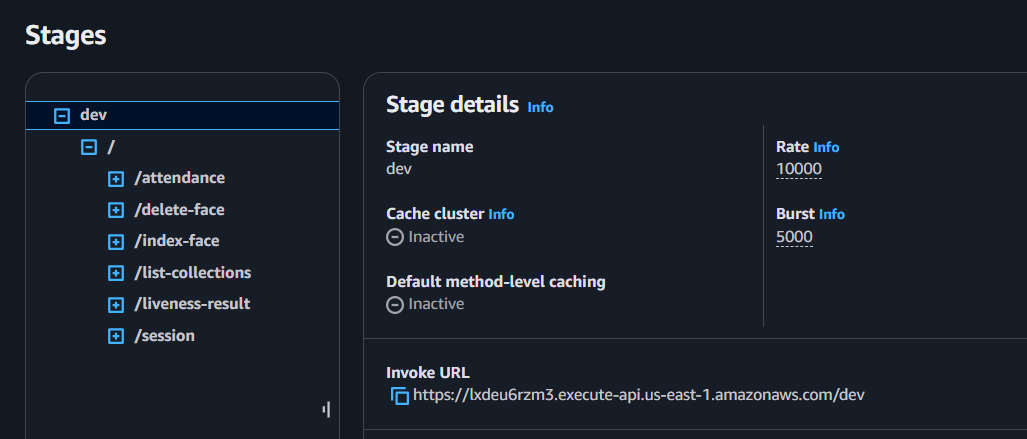 Stages
dev
/
/attendance
/delete-face
/index-face
/list-collections
/liveness-result
/session
Stage details Info
Stage name
dev
Rate Info
10000
Cache cluster Info
Inactive
Burst Info
5000
Default method-level caching
Inactive
Invoke URL
https://lxdeu6rzm3.execute-api.us-east-1.amazonaws.com/dev